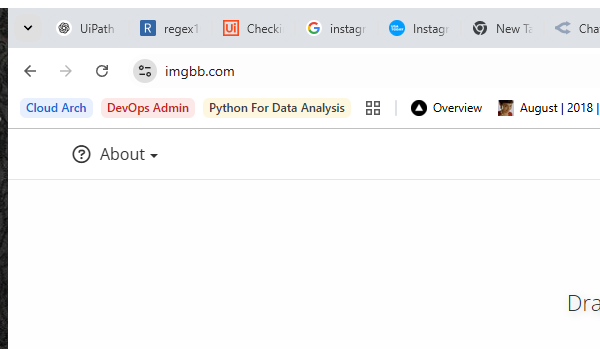 UiPath regex1 Checki instagr Instagr New Ta Cha
imgbb.com
Cloud Arch DevOps Admin Python For Data Analysis Overview August | 2018 |
About
Dra